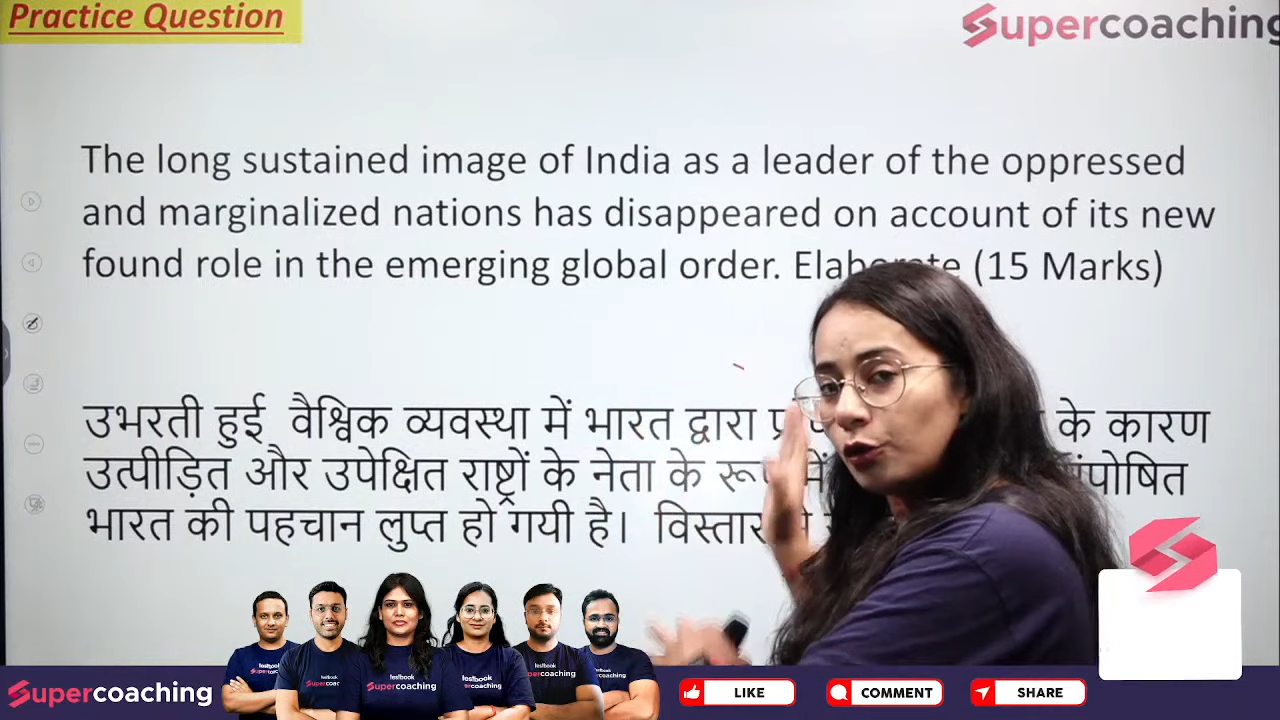 Practice Question
Supercoaching
The long sustained image of India as a leader of the oppressed
and marginalized nations has disappeared on account of its new
found role in the emerging global order. Elaborate (15 Marks)
उभरती हुई वैश्विक व्यवस्था में भारत द्वारा के कारण
उत्पीड़ित और उपेक्षित राष्ट्रों के नेता के
भारत की पहचान लुप्त हो गयी है।
testbook
Supercoaching
LIKE
COMMENT
SHARE